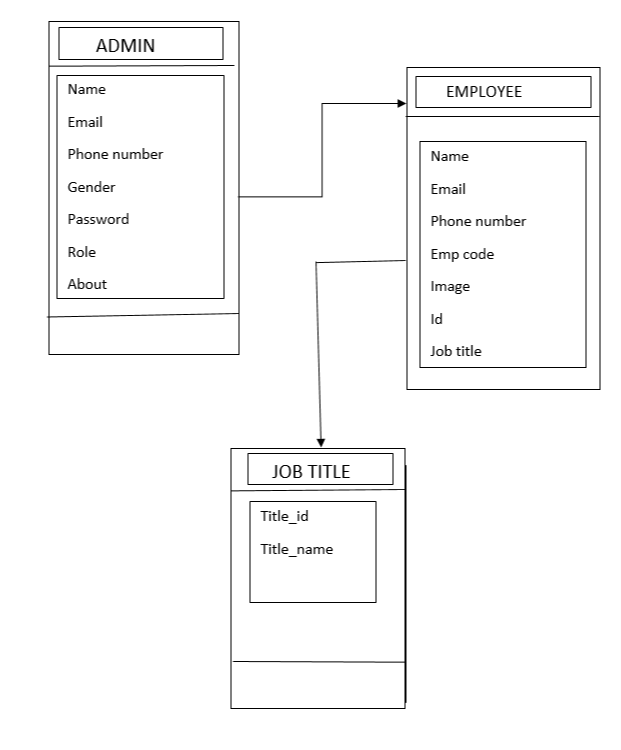 ADMIN
Name
Email
Phone number
Gender
Password
Role
About
EMPLOYEE
Name
Email
Phone number
Emp code
Image
Id
Job title
JOB TITLE
Title_id
Title_name